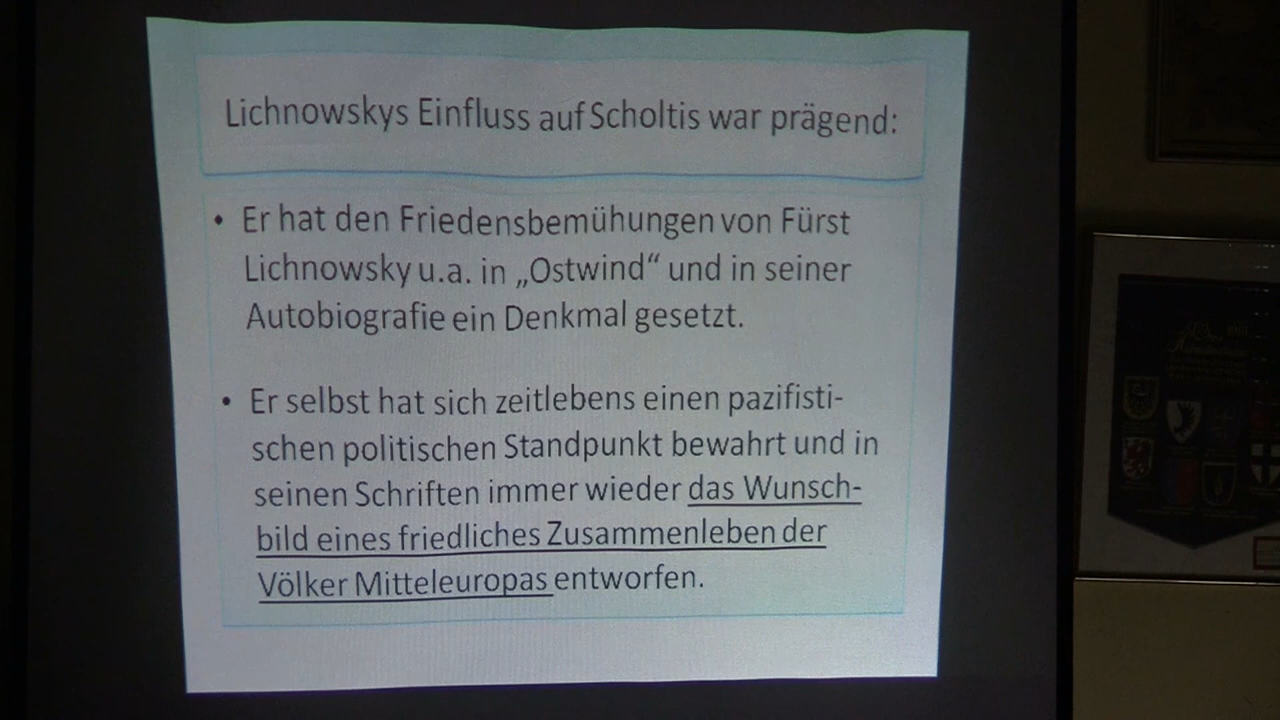 Lichnowskys Einfluss auf Scholtis war prägend:
• Er hat den Friedensbemühungen von Fürst
Lichnowsky u.a. in „Ostwind“ und in seiner
Autobiografie ein Denkmal gesetzt.
• Er selbst hat sich zeitlebens einen pazifisti-
schen politischen Standpunkt bewahrt und in
seinen Schriften immer wieder das Wunsch-
bild eines friedliches Zusammenleben der
Völker Mitteleuropas entworfen.